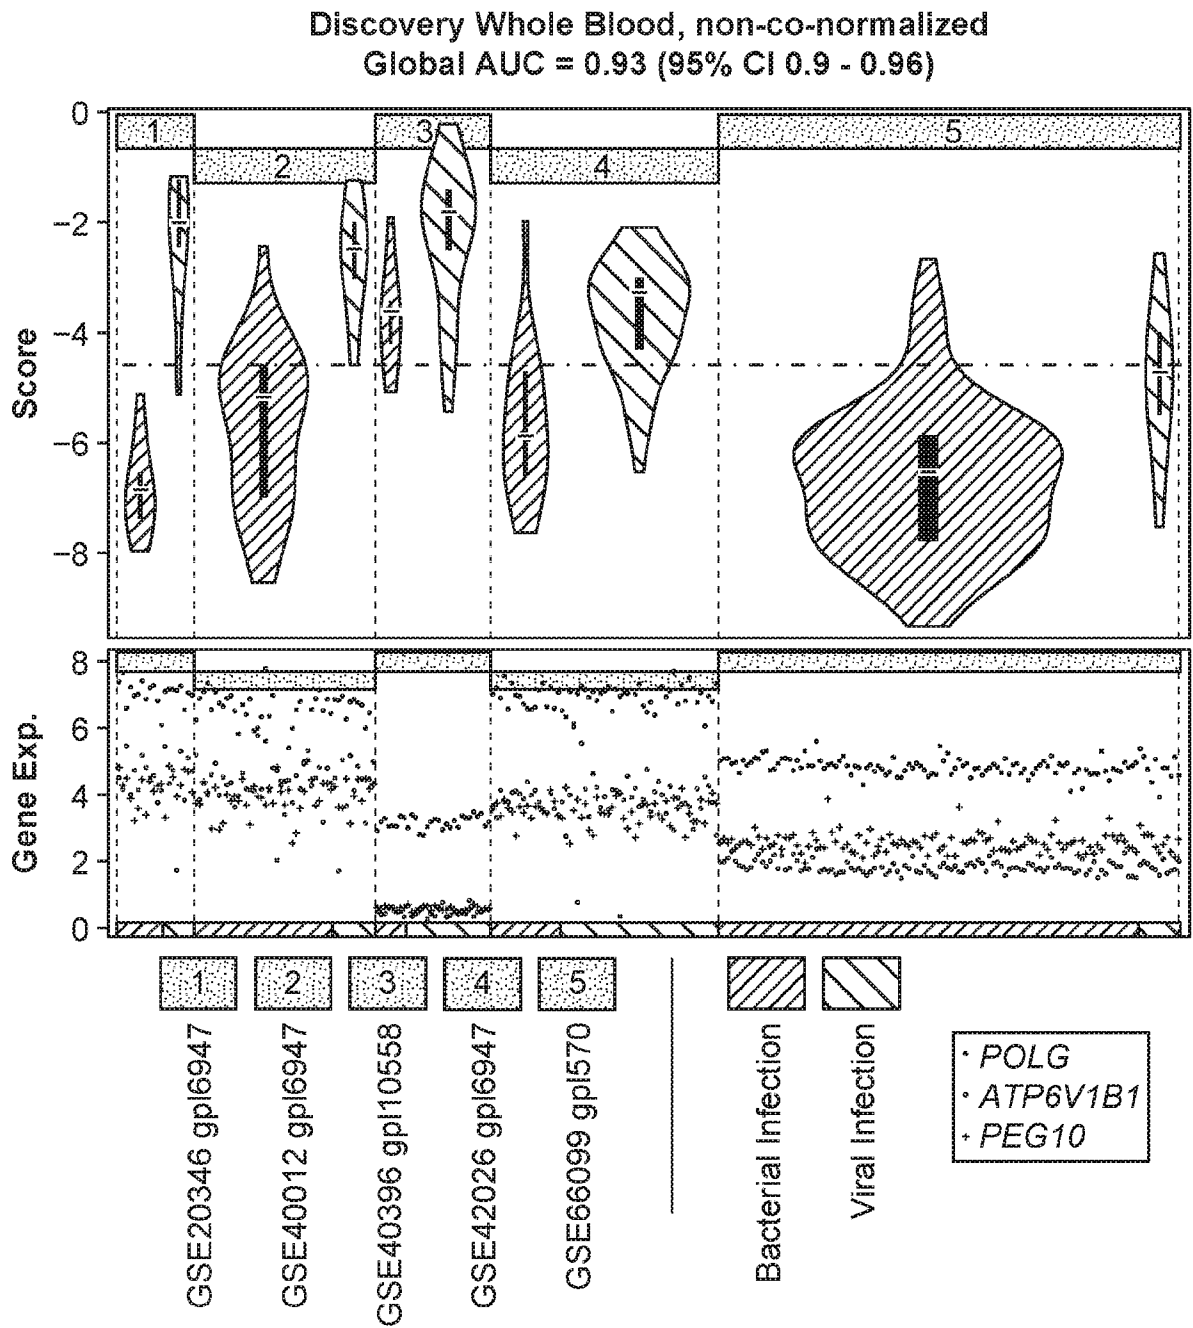 Discovery Whole Blood, non-co-normalized
Global AUC = 0.93 (95% CI 0.9 - 0.96)
Score
0
−2
−4
−6
−8
1
2
3
4
5
Gene Exp.
8
6
4
2
0
1
2
3
4
5
GSE20346 gpl6947
GSE40012 gpl6947
GSE40396 gpl10558
GSE42026 gpl6947
GSE66099 gpl570
Bacterial Infection
Viral Infection
POLG
ATP6V1B1
PEG10